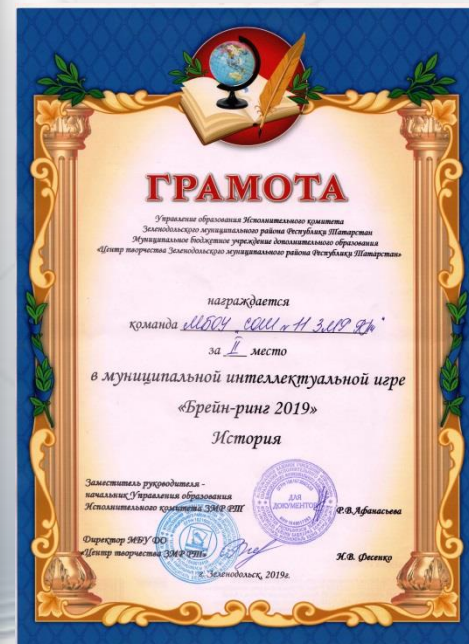 ГРАМОТА
Управление образования Исполнительного комитета
Зеленодольского муниципального района Республики Татарстан
Муниципальное бюджетное учреждение дополнительного образования
«Центр творчества Зеленодольского муниципального района Республики Татарстан»
награждается
команда МБОУ "СОШ № 11 ЗМР РТ"
за II место
в муниципальной интеллектуальной игре
«Брейн-ринг 2019»
История
Заместитель руководителя -
начальник Управления образования
Исполнительного комитета ЗМР РТ
Р.В.Афанасьева
ДЛЯ
ДОКУМЕНТОВ
Директор МБУ ДО
«Центр творчества ЗМР РТ»
И.В. Фесенко
г. Зеленодольск, 2019г.